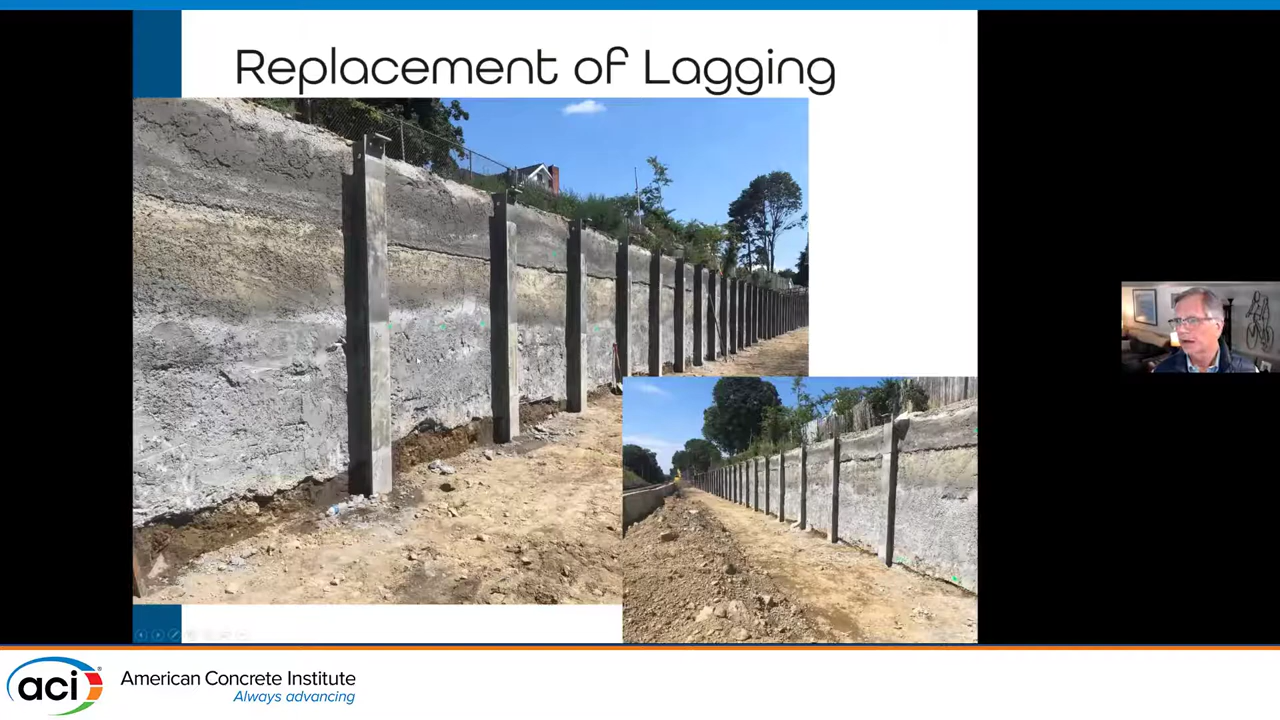 Replacement of Lagging
aci
American Concrete Institute
Always advancing